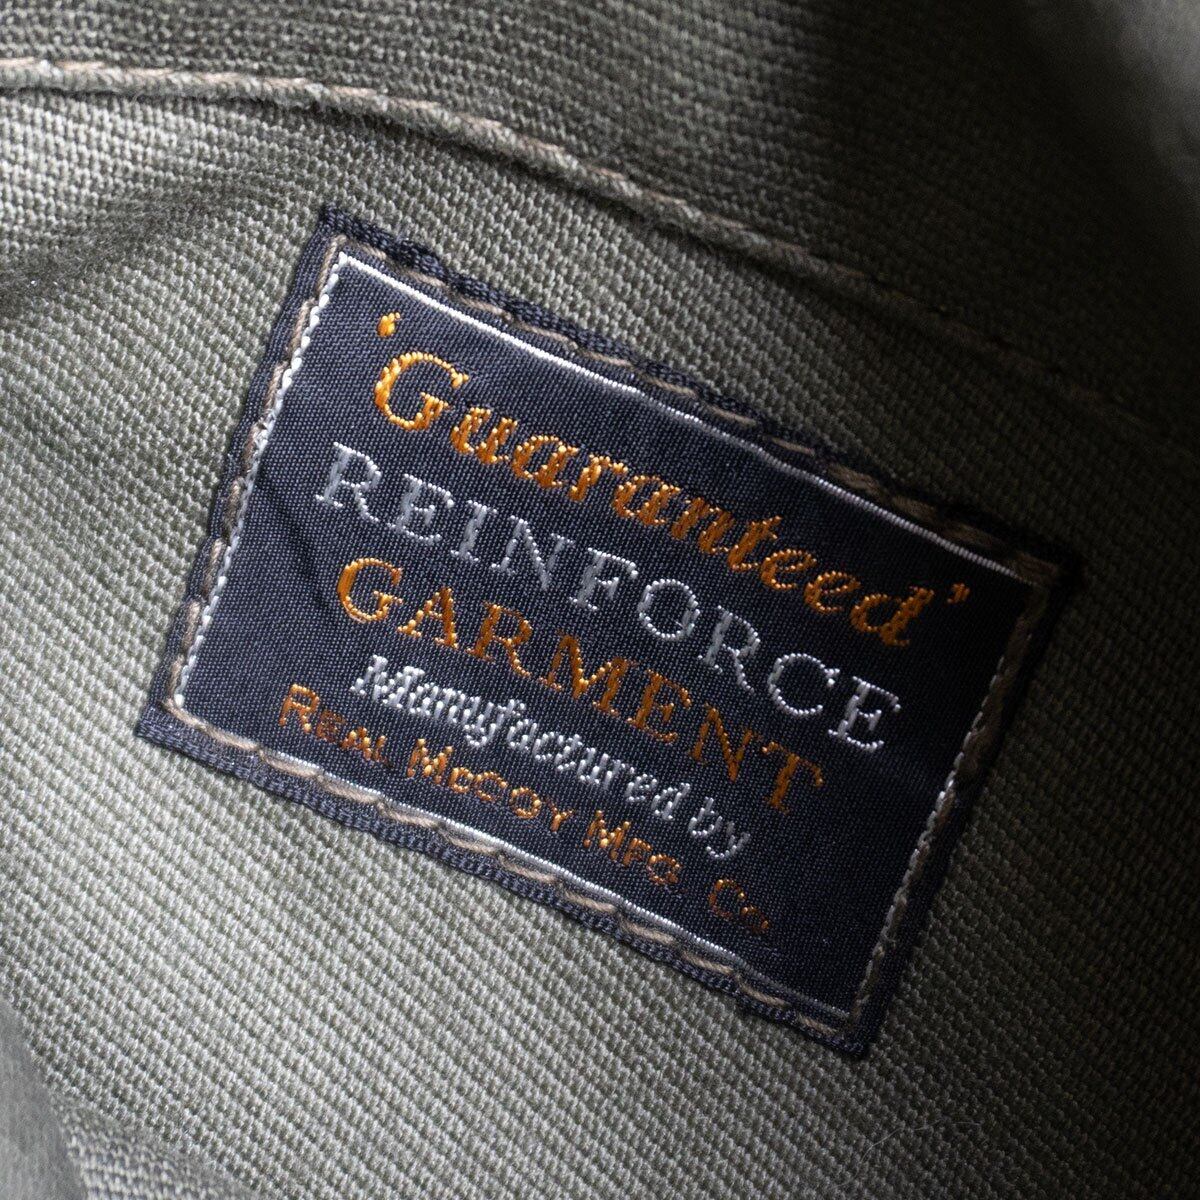 'Guaranteed'
REINFORCE
GARMENT
Manufactured by
REAL MCCOY MFG. CO.